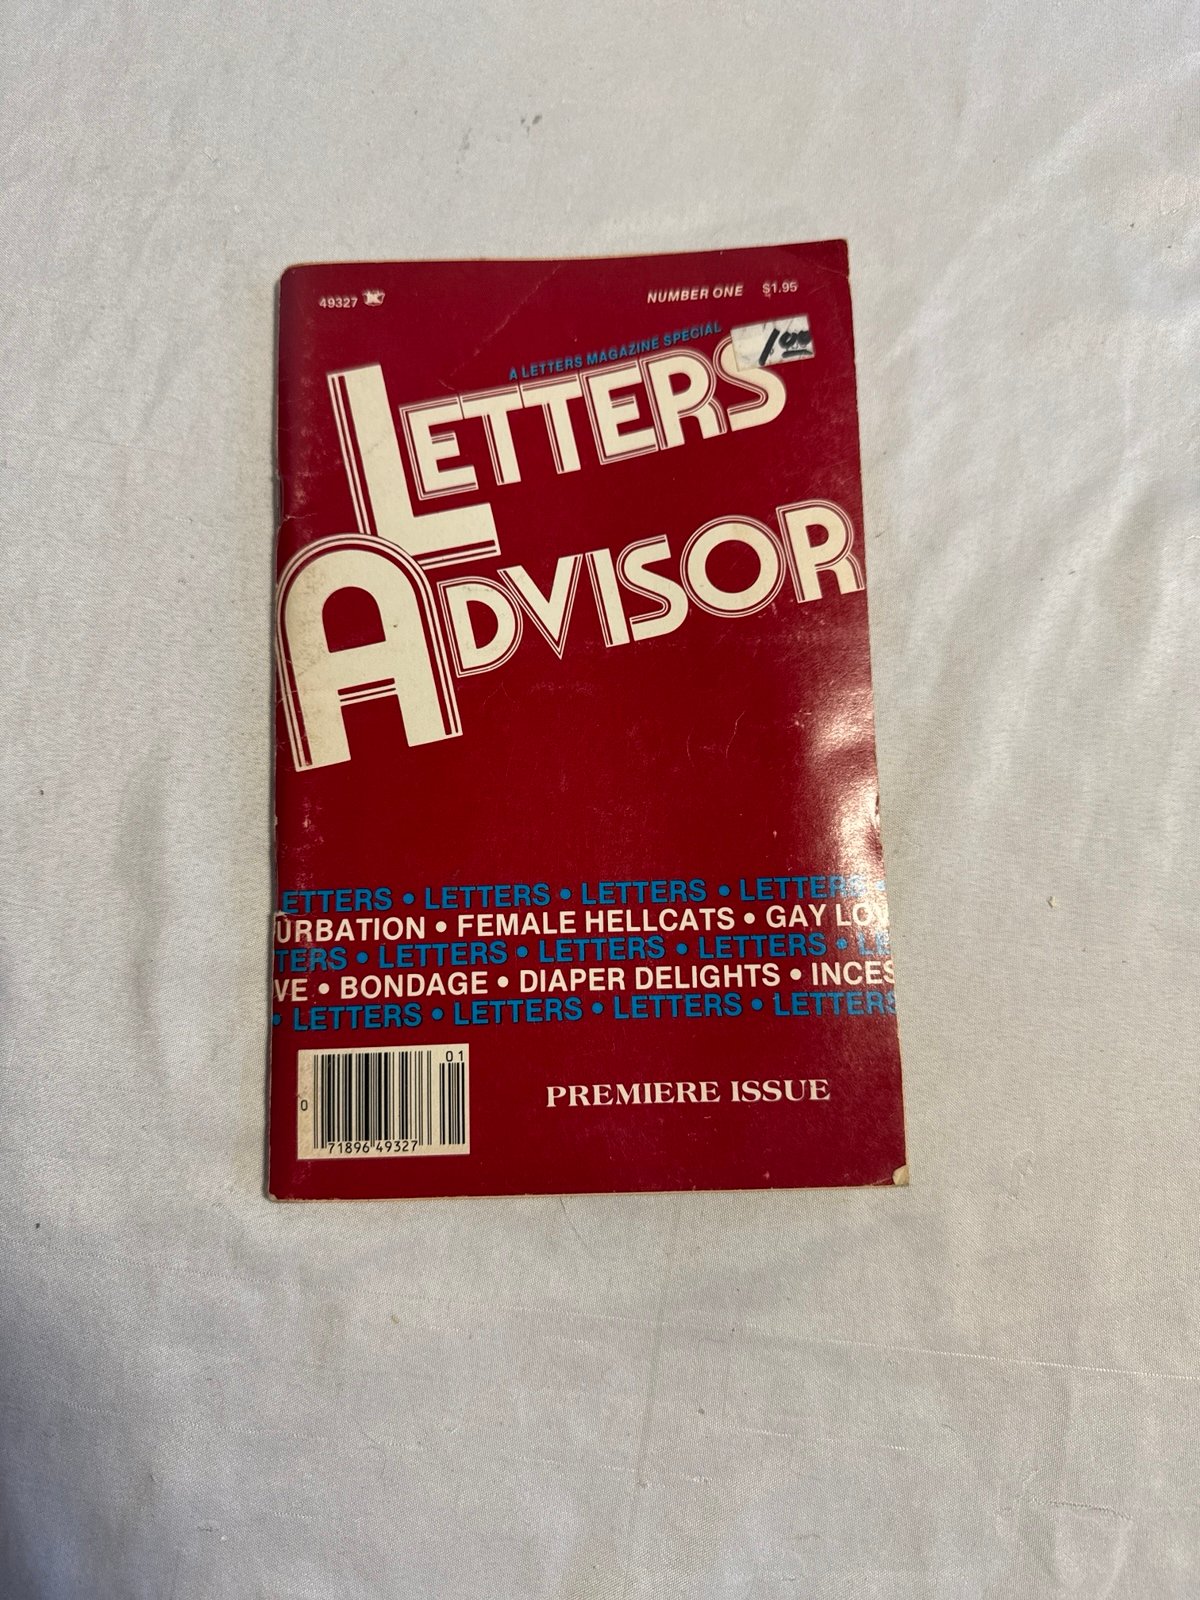 49327
NUMBER ONE $1.95
1.00
A LETTERS MAGAZINE SPECIAL
LETTERS
ADVISOR
ETTERS • LETTERS • LETTERS • LETTERS •
URBATION • FEMALE HELLCATS • GAY LOV
TERS • LETTERS • LETTERS • LETTERS • LE
VE • BONDAGE • DIAPER DELIGHTS • INCES
• LETTERS • LETTERS • LETTERS • LETTERS
01
PREMIERE ISSUE
0 71896 49327